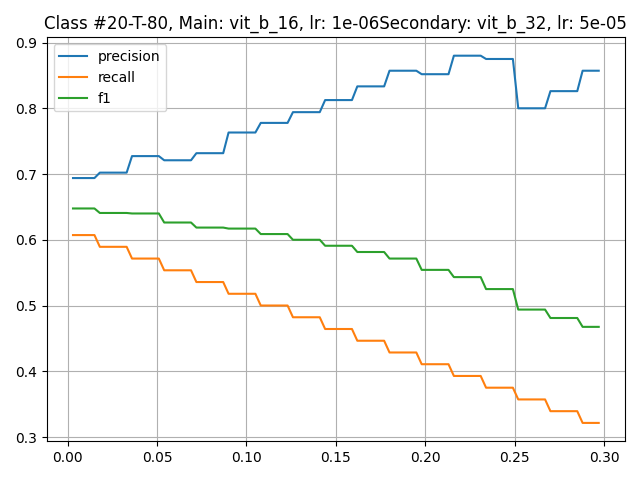 Class #20-T-80, Main: vit_b_16, lr: 1e-06Secondary: vit_b_32, lr: 5e-05
precision
recall
f1
0.9
0.8
0.7
0.6
0.5
0.4
0.3
0.00 0.05 0.10 0.15 0.20 0.25 0.30